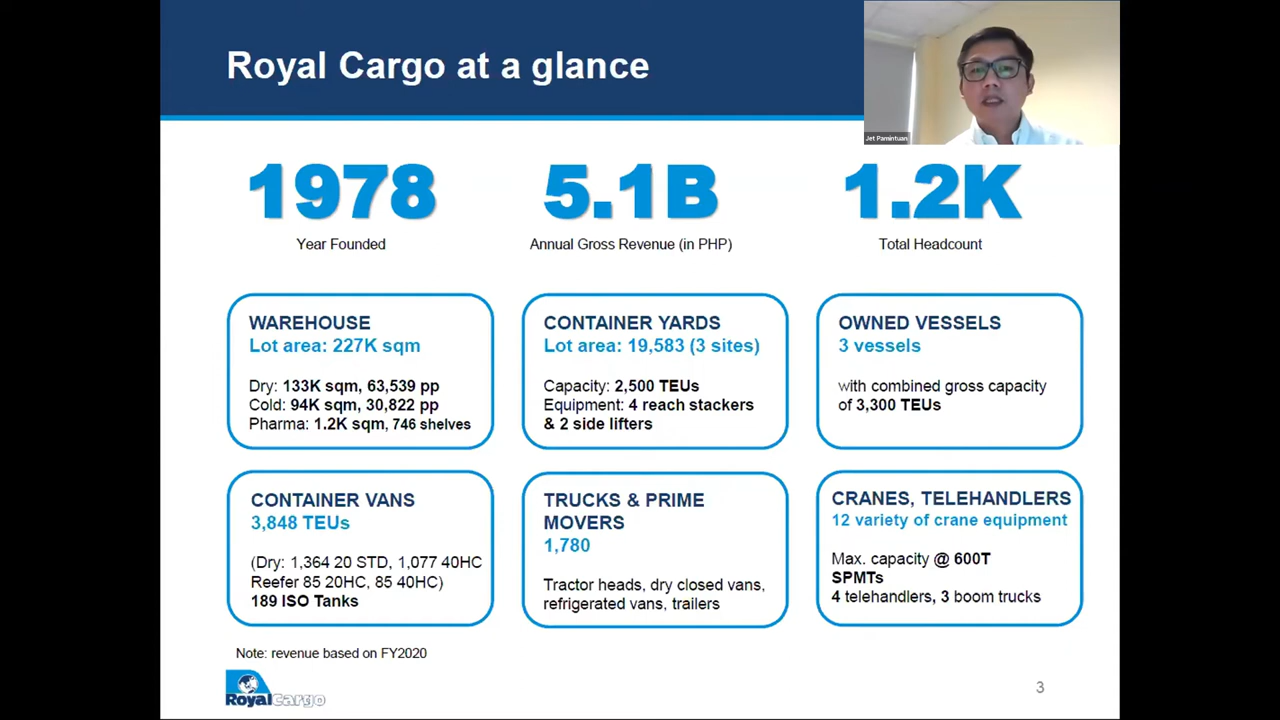 Royal Cargo at a glance
Jet Pamintuan
1978
Year Founded
5.1B
Annual Gross Revenue (in PHP)
1.2K
Total Headcount
WAREHOUSE
Lot area: 227K sqm
Dry: 133K sqm, 63,539 pp
Cold: 94K sqm, 30,822 pp
Pharma: 1.2K sqm, 746 shelves
CONTAINER YARDS
Lot area: 19,583 (3 sites)
Capacity: 2,500 TEUs
Equipment: 4 reach stackers
& 2 side lifters
OWNED VESSELS
3 vessels
with combined gross capacity
of 3,300 TEUs
CONTAINER VANS
3,848 TEUs
(Dry: 1,364 20 STD, 1,077 40HC
Reefer 85 20HC, 85 40HC)
189 ISO Tanks
TRUCKS & PRIME
MOVERS
1,780
Tractor heads, dry closed vans,
refrigerated vans, trailers
CRANES, TELEHANDLERS
12 variety of crane equipment
Max. capacity @ 600T
SPMTs
4 telehandlers, 3 boom trucks
Note: revenue based on FY2020
RoyalCargo
3